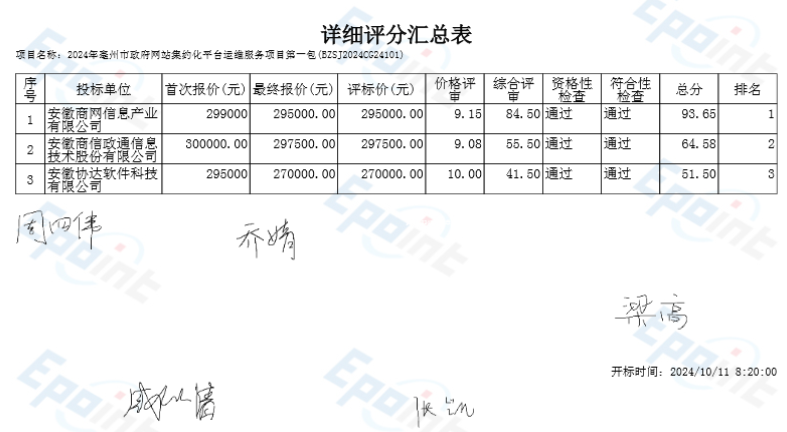 详细评分汇总表
项目名称：2024年亳州市政府网站集约化平台运维服务项目第一包(BZSJ2024CG24101)
序号 投标单位 首次报价(元) 最终报价(元) 评标价(元) 价格评审 综合评审 资格性检查 符合性检查 总分 排名
1 安徽商网信息产业有限公司 299000 295000.00 295000.00 9.15 84.50 通过 通过 93.65 1
2 安徽商信政通信息技术股份有限公司 300000.00 297500.00 297500.00 9.08 55.50 通过 通过 64.58 2
3 安徽协达软件科技有限公司 295000 270000.00 270000.00 10.00 41.50 通过 通过 51.50 3
周四伟
乔婧
梁高
开标时间：2024/10/11 8:20:00
Epoint